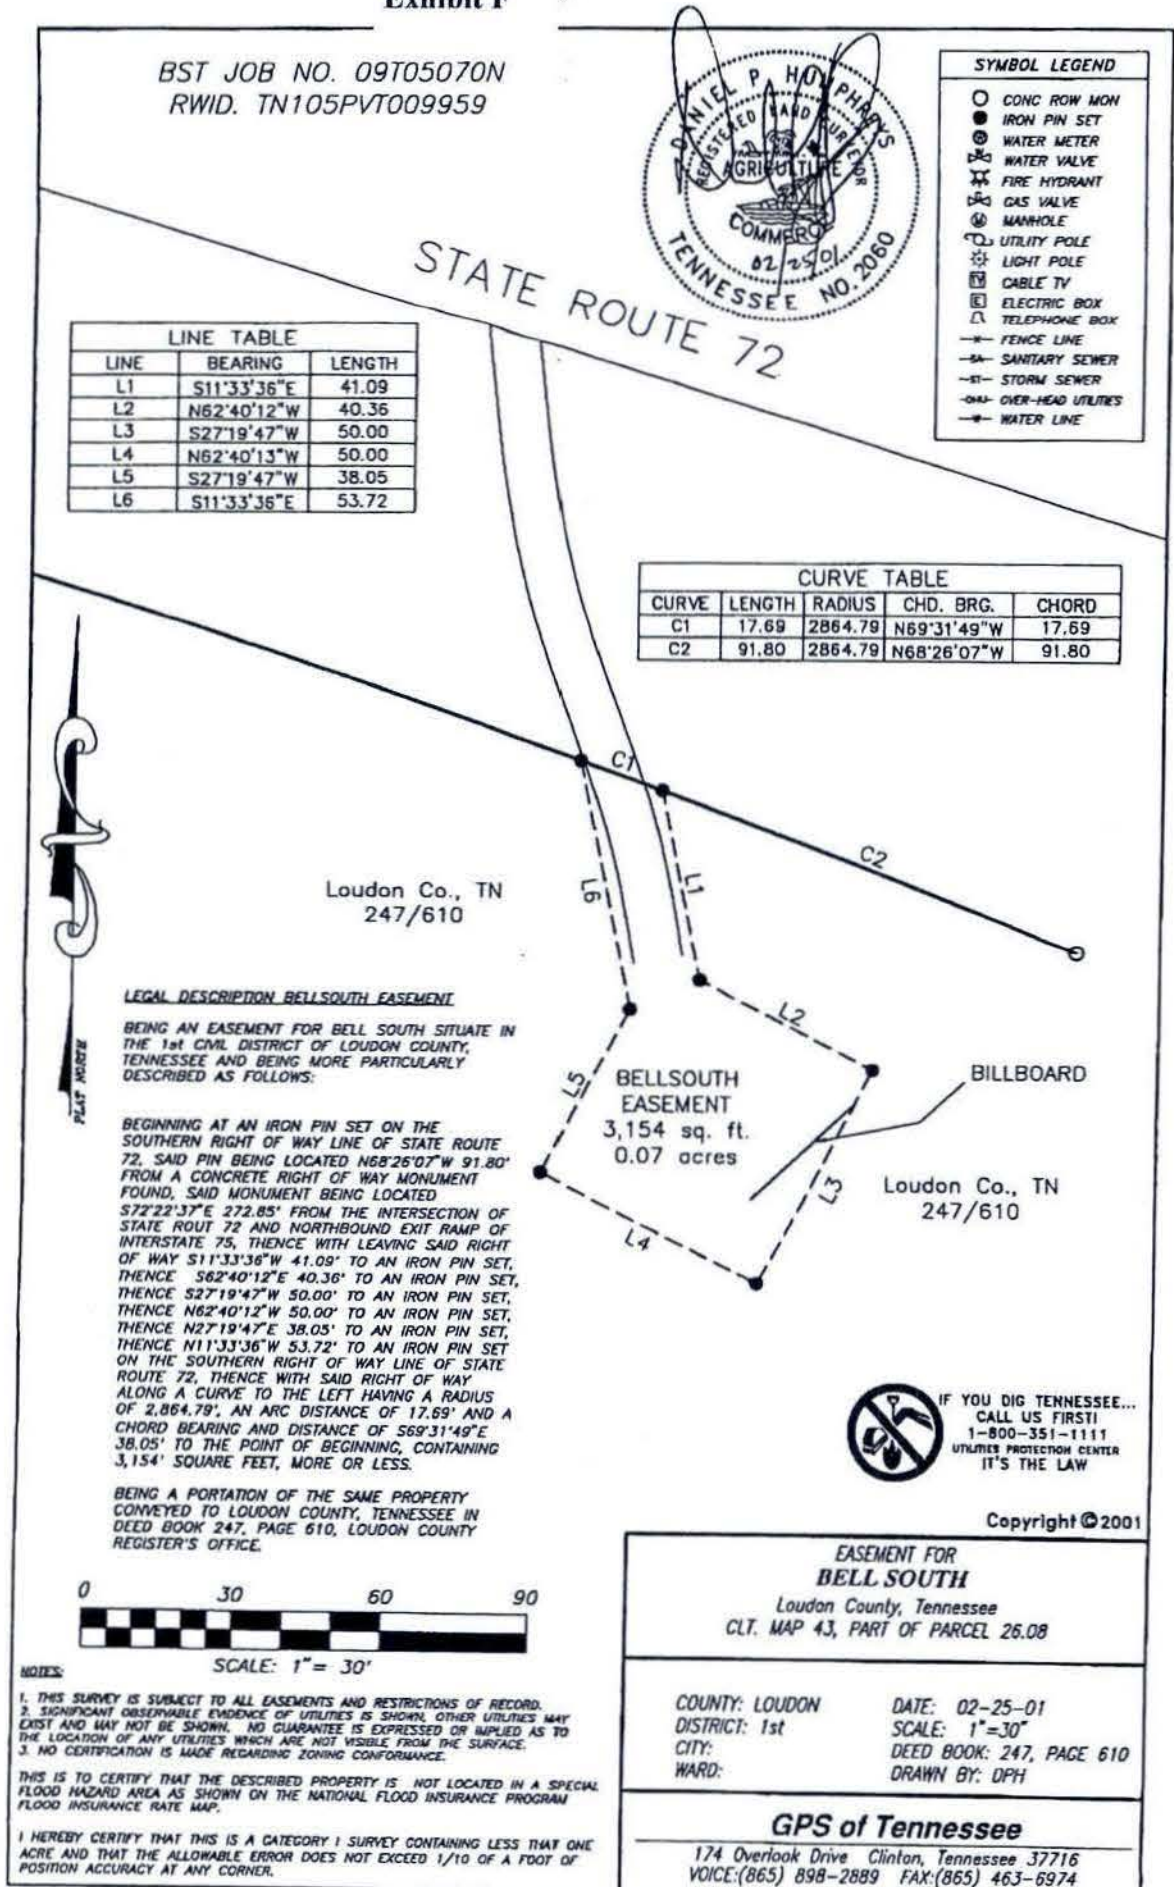 Exhibit F
BST JOB NO. 09T05070N
RWID. TN105PVT009959
DANIEL P. HUMPHREYS
REGISTERED LAND SURVEYOR
AGRICULTURE
COMMERCE
02 25 01
TENNESSEE NO. 2060
SYMBOL LEGEND
CONC ROW MON
IRON PIN SET
WATER METER
WATER VALVE
FIRE HYDRANT
GAS VALVE
MANHOLE
UTILITY POLE
LIGHT POLE
TV CABLE TV
E ELECTRIC BOX
TELEPHONE BOX
FENCE LINE
SA SANITARY SEWER
ST STORM SEWER
OHU OVER-HEAD UTILITIES
W WATER LINE
STATE ROUTE 72
LINE TABLE
LINE BEARING LENGTH
L1 S11°33'36"E 41.09
L2 N62°40'12"W 40.36
L3 S27°19'47"W 50.00
L4 N62°40'13"W 50.00
L5 S27°19'47"W 38.05
L6 S11°33'36"E 53.72
CURVE TABLE
CURVE LENGTH RADIUS CHD. BRG. CHORD
C1 17.69 2864.79 N69°31'49"W 17.69
C2 91.80 2864.79 N68°26'07"W 91.80
C1
C2
L6
L1
Loudon Co., TN
247/610
PLAT NORTH
L2
L5
BELLSOUTH
EASEMENT
3,154 sq. ft.
0.07 acres
BILLBOARD
L3
L4
Loudon Co., TN
247/610
LEGAL DESCRIPTION BELLSOUTH EASEMENT
BEING AN EASEMENT FOR BELL SOUTH SITUATE IN
THE 1st CIVIL DISTRICT OF LOUDON COUNTY,
TENNESSEE AND BEING MORE PARTICULARLY
DESCRIBED AS FOLLOWS:
BEGINNING AT AN IRON PIN SET ON THE
SOUTHERN RIGHT OF WAY LINE OF STATE ROUTE
72, SAID PIN BEING LOCATED N68°26'07"W 91.80'
FROM A CONCRETE RIGHT OF WAY MONUMENT
FOUND, SAID MONUMENT BEING LOCATED
S72°22'37"E 272.85' FROM THE INTERSECTION OF
STATE ROUT 72 AND NORTHBOUND EXIT RAMP OF
INTERSTATE 75, THENCE WITH LEAVING SAID RIGHT
OF WAY S11°33'36"W 41.09' TO AN IRON PIN SET,
THENCE S62°40'12"E 40.36' TO AN IRON PIN SET,
THENCE S27°19'47"W 50.00' TO AN IRON PIN SET,
THENCE N62°40'12"W 50.00' TO AN IRON PIN SET,
THENCE N27°19'47"E 38.05' TO AN IRON PIN SET,
THENCE N11°33'36"W 53.72' TO AN IRON PIN SET
ON THE SOUTHERN RIGHT OF WAY LINE OF STATE
ROUTE 72, THENCE WITH SAID RIGHT OF WAY
ALONG A CURVE TO THE LEFT HAVING A RADIUS
OF 2,864.79', AN ARC DISTANCE OF 17.69' AND A
CHORD BEARING AND DISTANCE OF S69°31'49"E
38.05' TO THE POINT OF BEGINNING, CONTAINING
3,154' SQUARE FEET, MORE OR LESS.
BEING A PORTATION OF THE SAME PROPERTY
CONVEYED TO LOUDON COUNTY, TENNESSEE IN
DEED BOOK 247, PAGE 610, LOUDON COUNTY
REGISTER'S OFFICE.
IF YOU DIG TENNESSEE...
CALL US FIRST!
1-800-351-1111
UTILITIES PROTECTION CENTER
IT'S THE LAW
Copyright © 2001
0 30 60 90
SCALE: 1"= 30'
NOTES:
1. THIS SURVEY IS SUBJECT TO ALL EASEMENTS AND RESTRICTIONS OF RECORD.
2. SIGNIFICANT OBSERVABLE EVIDENCE OF UTILITIES IS SHOWN, OTHER UTILITIES MAY
EXIST AND MAY NOT BE SHOWN. NO GUARANTEE IS EXPRESSED OR IMPLIED AS TO
THE LOCATION OF ANY UTILITIES WHICH ARE NOT VISIBLE FROM THE SURFACE.
3. NO CERTIFICATION IS MADE REGARDING ZONING CONFORMANCE.
THIS IS TO CERTIFY THAT THE DESCRIBED PROPERTY IS NOT LOCATED IN A SPECIAL
FLOOD HAZARD AREA AS SHOWN ON THE NATIONAL FLOOD INSURANCE PROGRAM
FLOOD INSURANCE RATE MAP.
I HEREBY CERTIFY THAT THIS IS A CATEGORY I SURVEY CONTAINING LESS THAT ONE
ACRE AND THAT THE ALLOWABLE ERROR DOES NOT EXCEED 1/10 OF A FOOT OF
POSITION ACCURACY AT ANY CORNER.
EASEMENT FOR
BELL SOUTH
Loudon County, Tennessee
CLT. MAP 43, PART OF PARCEL 26.08
COUNTY: LOUDON DATE: 02-25-01
DISTRICT: 1st SCALE: 1"=30"
CITY: DEED BOOK: 247, PAGE 610
WARD: DRAWN BY: DPH
GPS of Tennessee
174 Overlook Drive Clinton, Tennessee 37716
VOICE:(865) 898-2889 FAX:(865) 463-6974